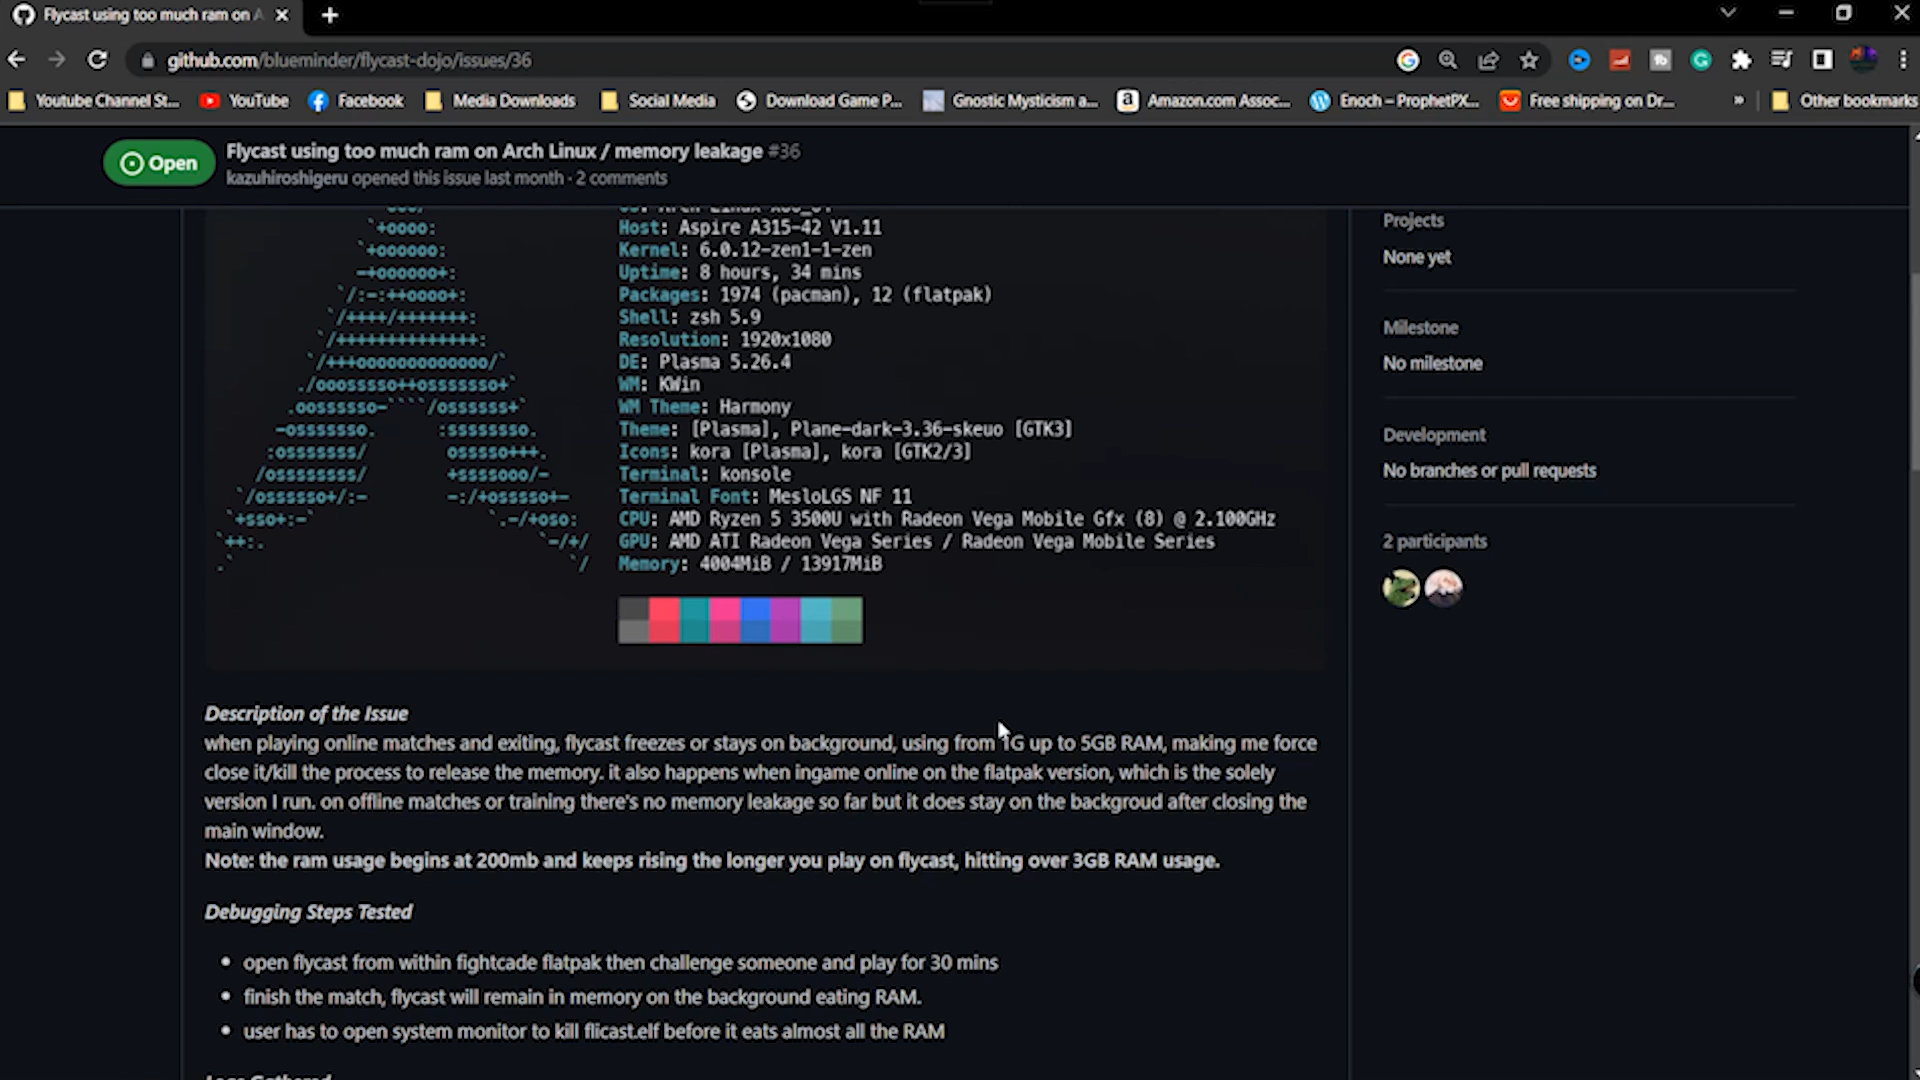 Flycast using too much ram on A
github.com/blueminder/flycast-dojo/issues/36
Youtube Channel St... YouTube Facebook Media Downloads Social Media Download Game P... Gnostic Mysticism a... Amazon.com Assoc... Enoch – ProphetPX... Free shipping on Dr... » Other bookmarks
Open
Flycast using too much ram on Arch Linux / memory leakage #36
kazuhiroshigeru opened this issue last month · 2 comments
Host: Aspire A315-42 V1.11
Kernel: 6.0.12-zen1-1-zen
Uptime: 8 hours, 34 mins
Packages: 1974 (pacman), 12 (flatpak)
Shell: zsh 5.9
Resolution: 1920x1080
DE: Plasma 5.26.4
WM: KWin
WM Theme: Harmony
Theme: [Plasma], Plane-dark-3.36-skeuo [GTK3]
Icons: kora [Plasma], kora [GTK2/3]
Terminal: konsole
Terminal Font: MesloLGS NF 11
CPU: AMD Ryzen 5 3500U with Radeon Vega Mobile Gfx (8) @ 2.100GHz
GPU: AMD ATI Radeon Vega Series / Radeon Vega Mobile Series
Memory: 4004MiB / 13917MiB
Projects
None yet
Milestone
No milestone
Development
No branches or pull requests
2 participants
Description of the Issue
when playing online matches and exiting, flycast freezes or stays on background, using from 1G up to 5GB RAM, making me force
close it/kill the process to release the memory. it also happens when ingame online on the flatpak version, which is the solely
version I run. on offline matches or training there's no memory leakage so far but it does stay on the backgroud after closing the
main window.
Note: the ram usage begins at 200mb and keeps rising the longer you play on flycast, hitting over 3GB RAM usage.
Debugging Steps Tested
• open flycast from within fightcade flatpak then challenge someone and play for 30 mins
• finish the match, flycast will remain in memory on the background eating RAM.
• user has to open system monitor to kill flicast.elf before it eats almost all the RAM